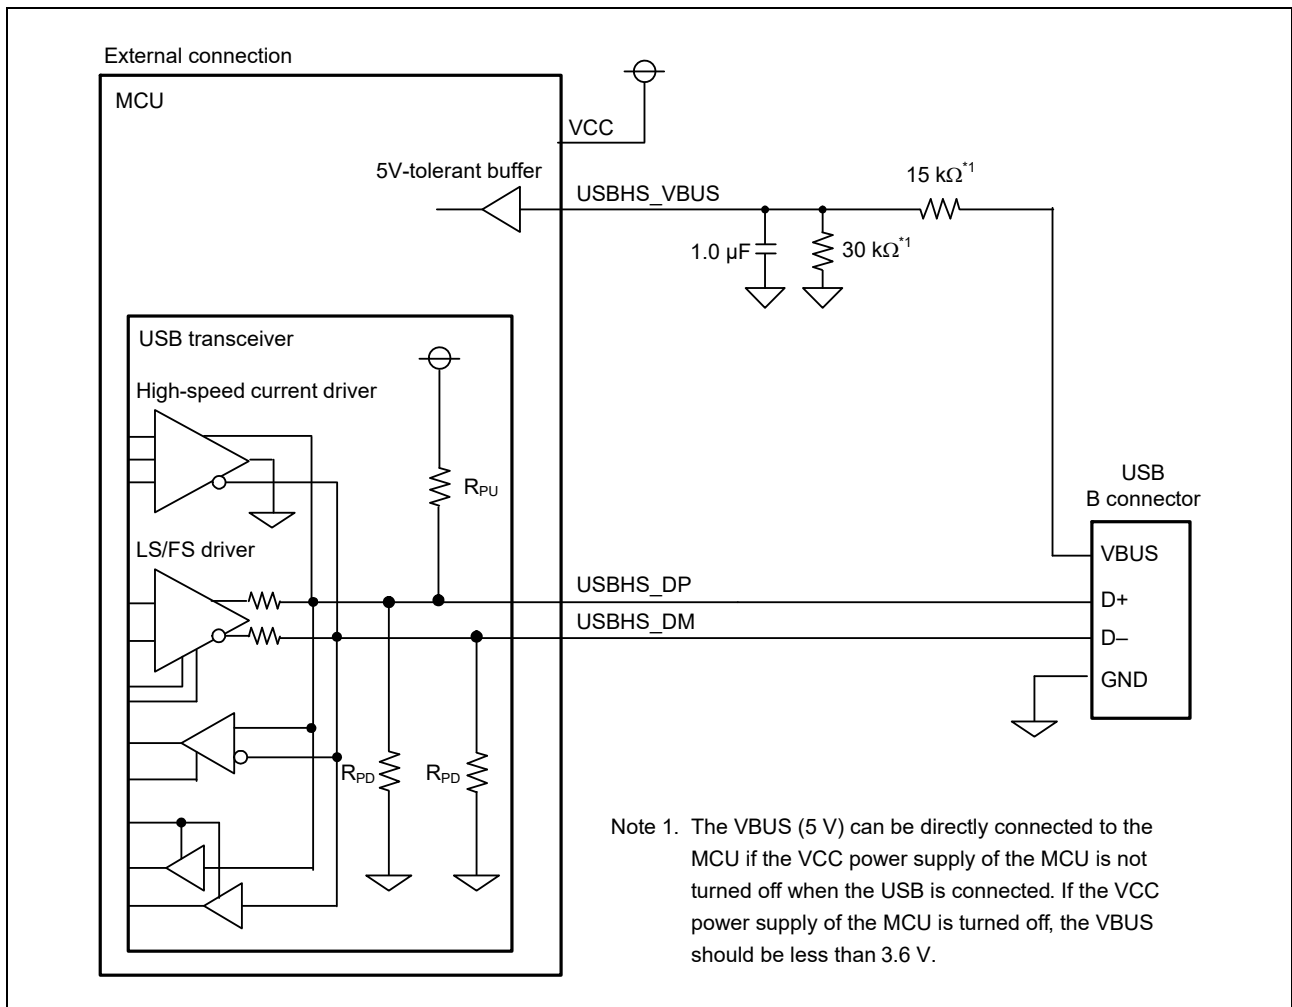 External connection
MCU
VCC
5V-tolerant buffer
USBHS_VBUS
15 kΩ*1
1.0 µF
30 kΩ*1
USB transceiver
High-speed current driver
RPU
USB
B connector
LS/FS driver
VBUS
USBHS_DP
D+
USBHS_DM
D–
GND
RPD
RPD
Note 1. The VBUS (5 V) can be directly connected to the
MCU if the VCC power supply of the MCU is not
turned off when the USB is connected. If the VCC
power supply of the MCU is turned off, the VBUS
should be less than 3.6 V.